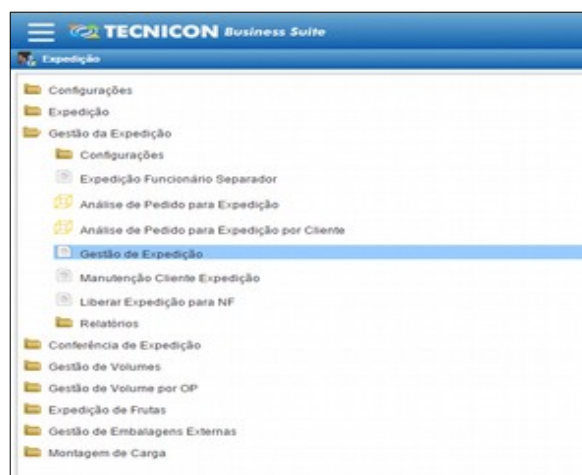 TECNICON Business Suite
Expedição
Configurações
Expedição
Gestão da Expedição
Configurações
Expedição Funcionário Separador
Análise de Pedido para Expedição
Análise de Pedido para Expedição por Cliente
Gestão de Expedição
Manutenção Cliente Expedição
Liberar Expedição para NF
Relatórios
Conferência de Expedição
Gestão de Volumes
Gestão de Volume por OP
Expedição de Frutas
Gestão de Embalagens Externas
Montagem de Carga